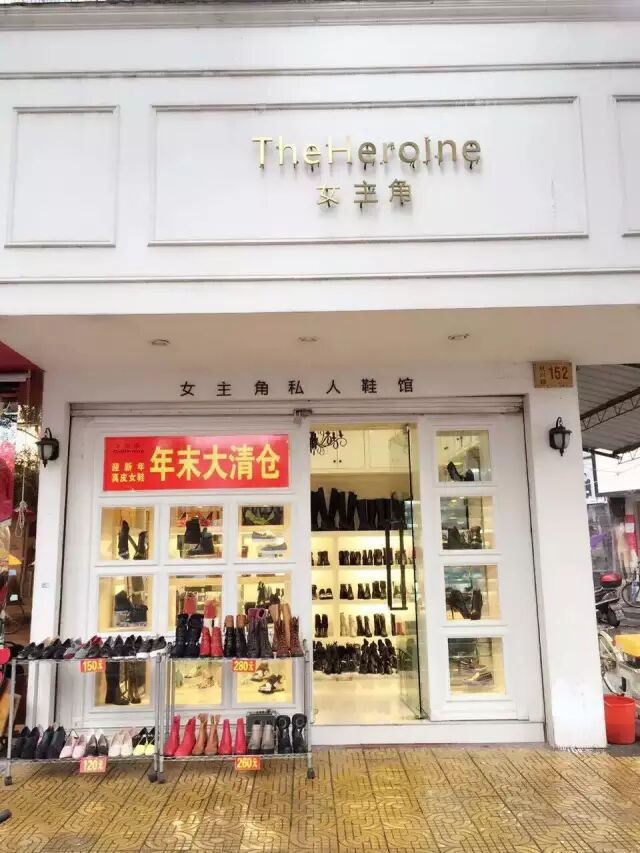 TheHeroine
女主角
女主角私人鞋馆
152
迎新年
真皮女鞋
年末大清仓
150元
280元
120元
260元